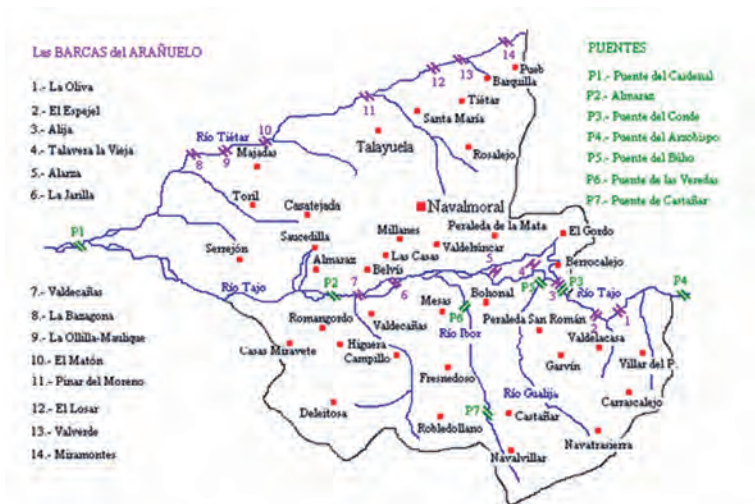 Las BARCAS del ARAÑUELO
1.- La Oliva
2.- El Espejel
3.- Alija
4.- Talavera la Vieja
5.- Alarza
6.- La Jarilla
7.- Valdecañas
8.- La Bazagona
9.- La Ollilla-Maulique
10.- El Matón
11.- Pinar del Moreno
12.- El Losar
13.- Valverde
14.- Miramontes
PUENTES
P1.- Puente del Cardenal
P2.- Almaraz
P3.- Puente del Conde
P4.- Puente del Arzobispo
P5.- Puente del Búho
P6.- Puente de las Veredas
P7.- Puente de Castañar
14
13
12
Pueb
Barquilla
11
Tiétar
Santa María
Río Tiétar
10
Talayuela
9
8
Majadas
Rosalejo
Toril
Casatejada
Navalmoral
P1
Saucedilla
Millanes
Peraleda de la Mata
El Gordo
Serrejón
Almaraz
Las Casas
Valdehúncar
Belvís
5
4
Berrocalejo
Río Tajo
P2
7
6
P5
3
P3
Río Tajo
P4
Mesas
Bohonal
P6
2
1
Romangordo
Valdecañas
Río Ibor
Peraleda San Román
Valdelacasa
Casas Miravete
Higuera
Campillo
Garvín
Villar del P.
Fresnedoso
Río Gualija
Carrascalejo
Deleitosa
Robledollano
P7
Castañar
Navatrasierra
Navalvillar